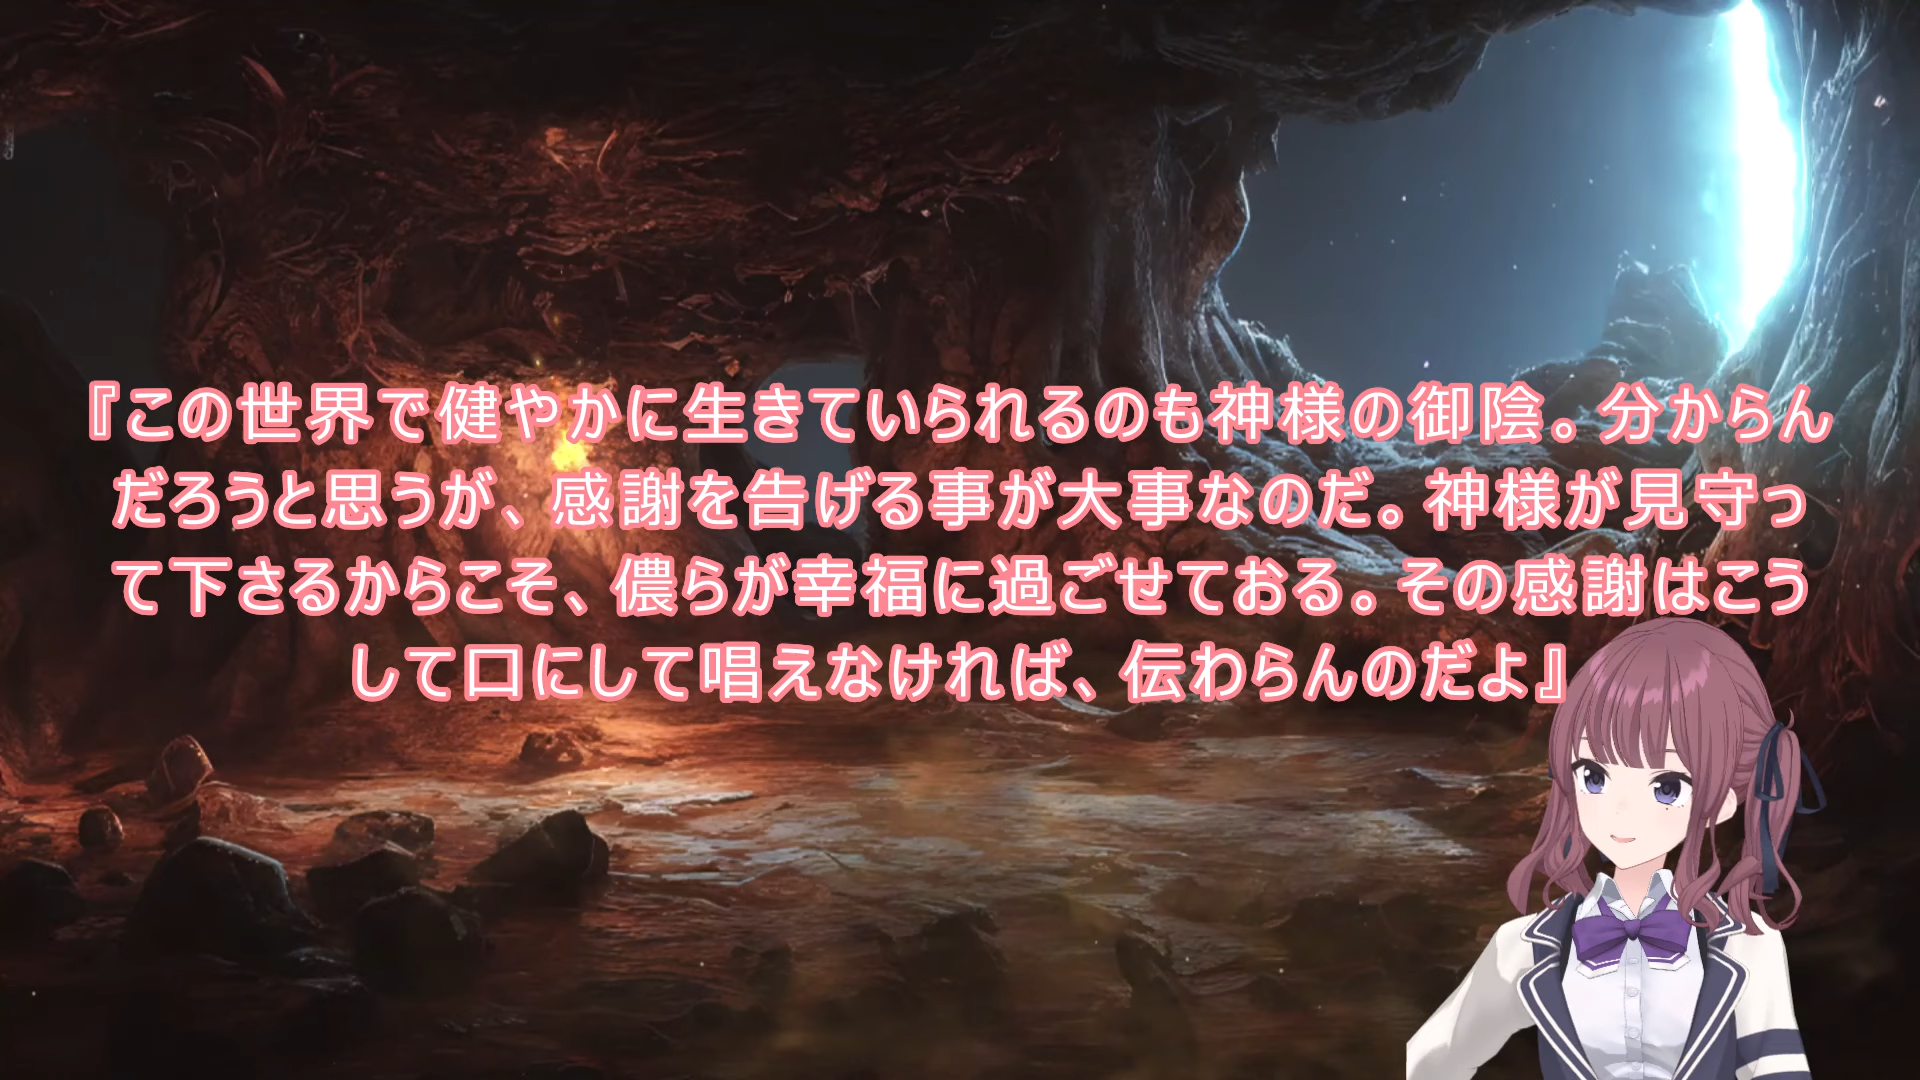 『この世界で健やかに生きていられるのも神様の御陰。分からん
だろうと思うが、感謝を告げる事が大事なのだ。神様が見守っ
て下さるからこそ、儂らが幸福に過ごせておる。その感謝はこう
して口にして唱えなければ、伝わらんのだよ』